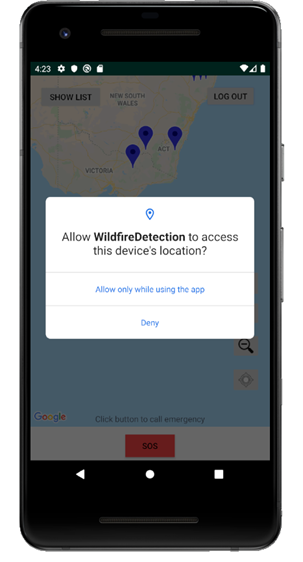 4:23
SHOW LIST
NEW SOUTH
WALES
LOG OUT
ACT
VICTORIA
Allow WildfireDetection to access
this device's location?
Allow only while using the app
Deny
Google
Click button to call emergency
SOS